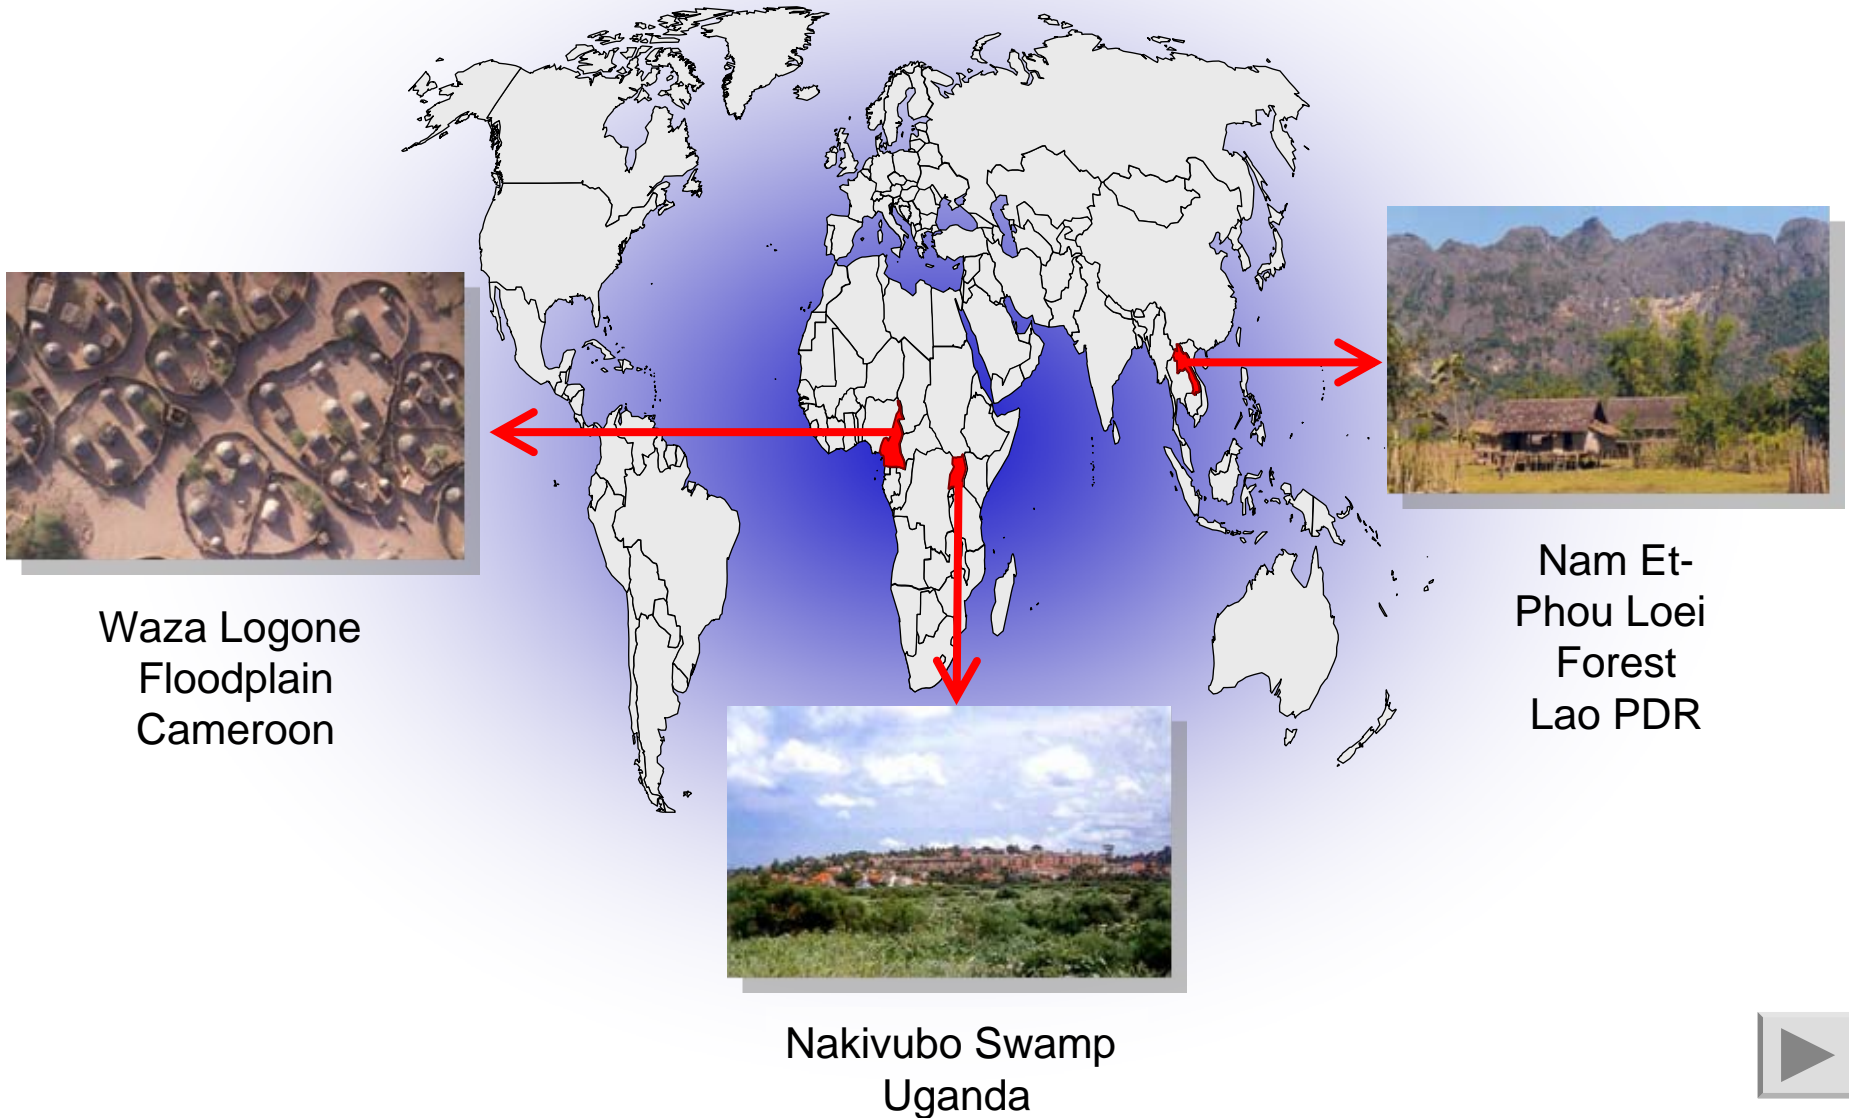 Waza Logone
Floodplain
Cameroon
Nakivubo Swamp
Uganda
Nam Et-
Phou Loei
Forest
Lao PDR